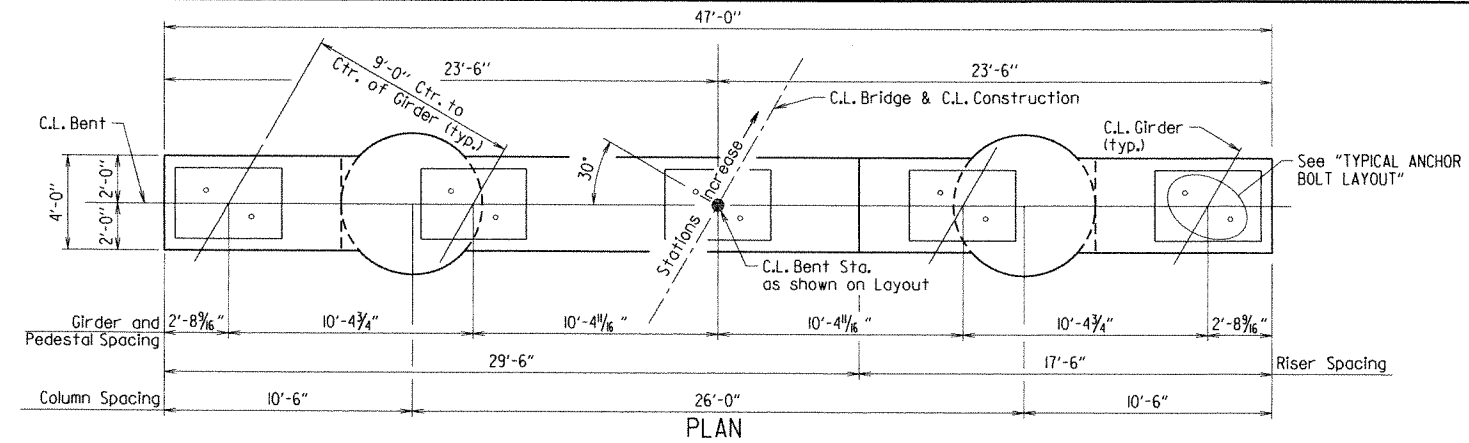 47'-0"
23'-6"
23'-6"
9'-0" Ctr. to
Ctr. of Girder (typ.)
C.L. Bridge & C.L. Construction
C.L. Bent
C.L. Girder
(typ.)
See "TYPICAL ANCHOR
BOLT LAYOUT"
30°
Stations Increase
4'-0"
2'-0"
2'-0"
C.L. Bent Sta.
as shown on Layout
Girder and
Pedestal Spacing
2'-8 9/16"
10'-4 3/4"
10'-4 11/16"
10'-4 11/16"
10'-4 3/4"
2'-8 9/16"
29'-6"
17'-6"
Riser Spacing
Column Spacing
10'-6"
26'-0"
10'-6"
PLAN